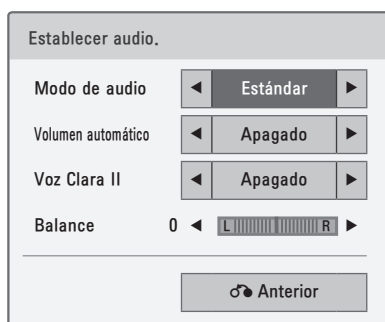 Establecer audio.
Modo de audio ◄ Estándar ►
Volumen automático ◄ Apagado ►
Voz Clara II ◄ Apagado ►
Balance 0 ◄ L R ►
Anterior